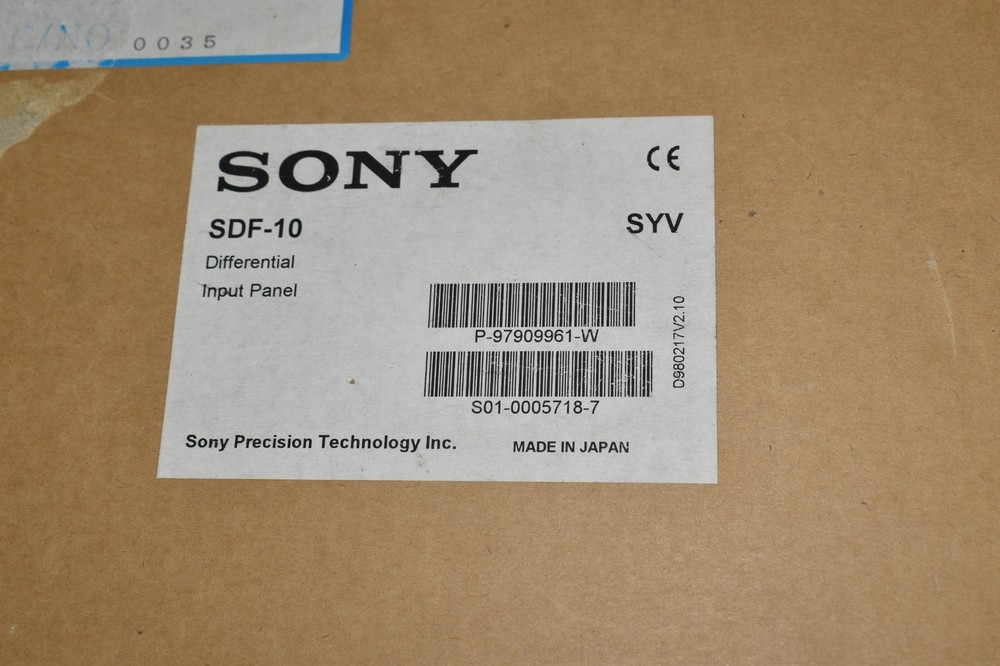 C/NO 0035
SONY
CE
SDF-10
SYV
Differential
Input Panel
P-97909961-W
S01-0005718-7
D980217V2.10
Sony Precision Technology Inc.
MADE IN JAPAN